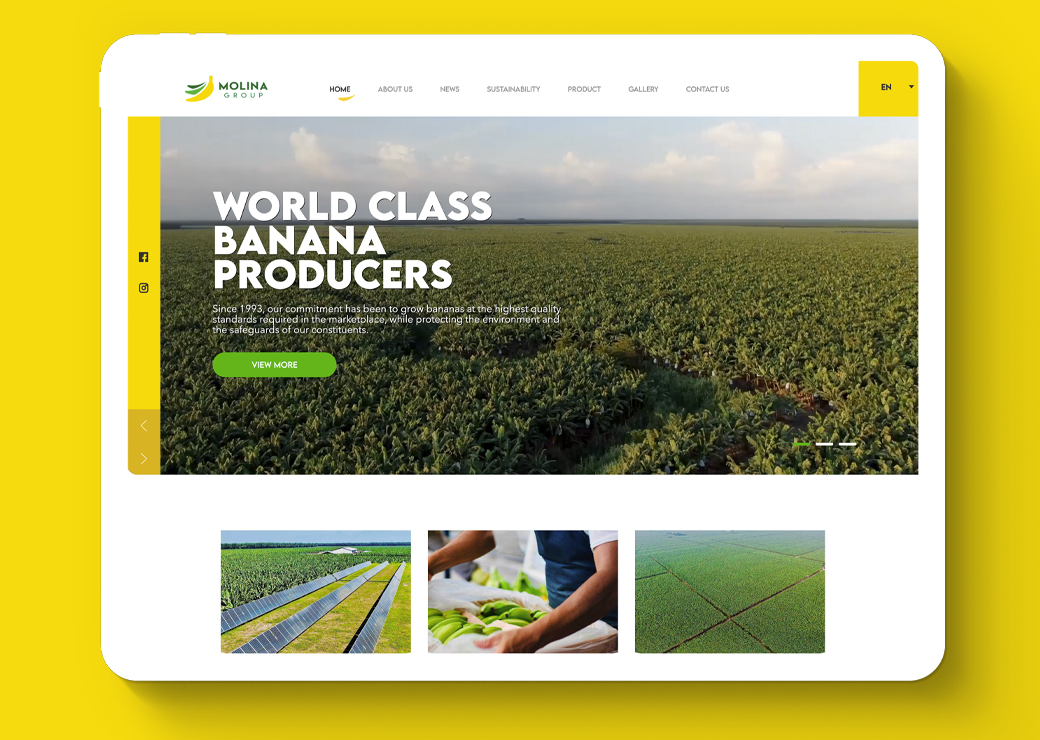 MOLINA
GROUP
HOME
ABOUT US
NEWS
SUSTAINABILITY
PRODUCT
GALLERY
CONTACT US
EN
WORLD CLASS
BANANA
PRODUCERS
Since 1993, our commitment has been to grow bananas at the highest quality
standards required in the marketplace, while protecting the environment and
the safeguards of our constituents.
VIEW MORE